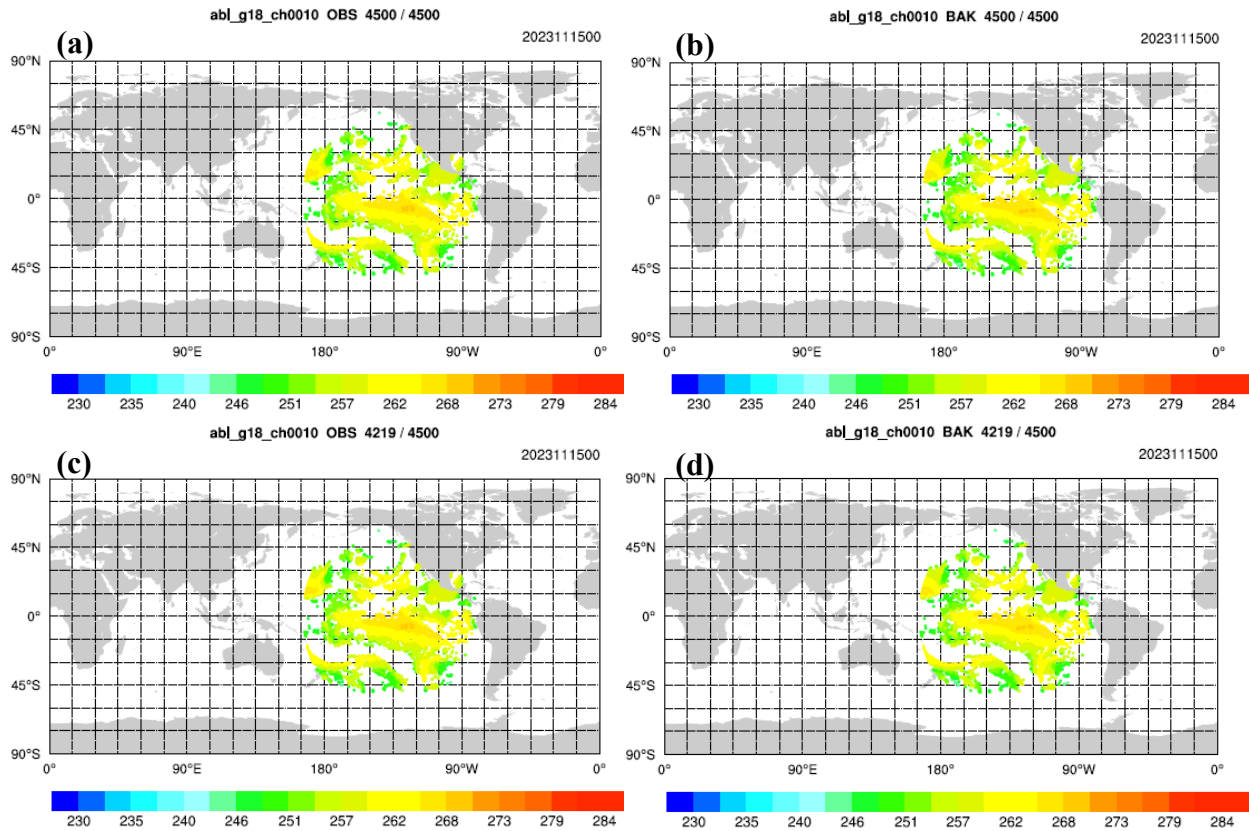 abl_g18_ch0010 OBS 4500 / 4500
(a)
2023111500
90°N
45°N
0°
45°S
90°S
0° 90°E 180° 90°W 0°
230 235 240 246 251 257 262 268 273 279 284
abl_g18_ch0010 BAK 4500 / 4500
(b)
2023111500
90°N
45°N
0°
45°S
90°S
0° 90°E 180° 90°W 0°
230 235 240 246 251 257 262 268 273 279 284
abl_g18_ch0010 OBS 4219 / 4500
(c)
2023111500
90°N
45°N
0°
45°S
90°S
0° 90°E 180° 90°W 0°
230 235 240 246 251 257 262 268 273 279 284
abl_g18_ch0010 BAK 4219 / 4500
(d)
2023111500
90°N
45°N
0°
45°S
90°S
0° 90°E 180° 90°W 0°
230 235 240 246 251 257 262 268 273 279 284